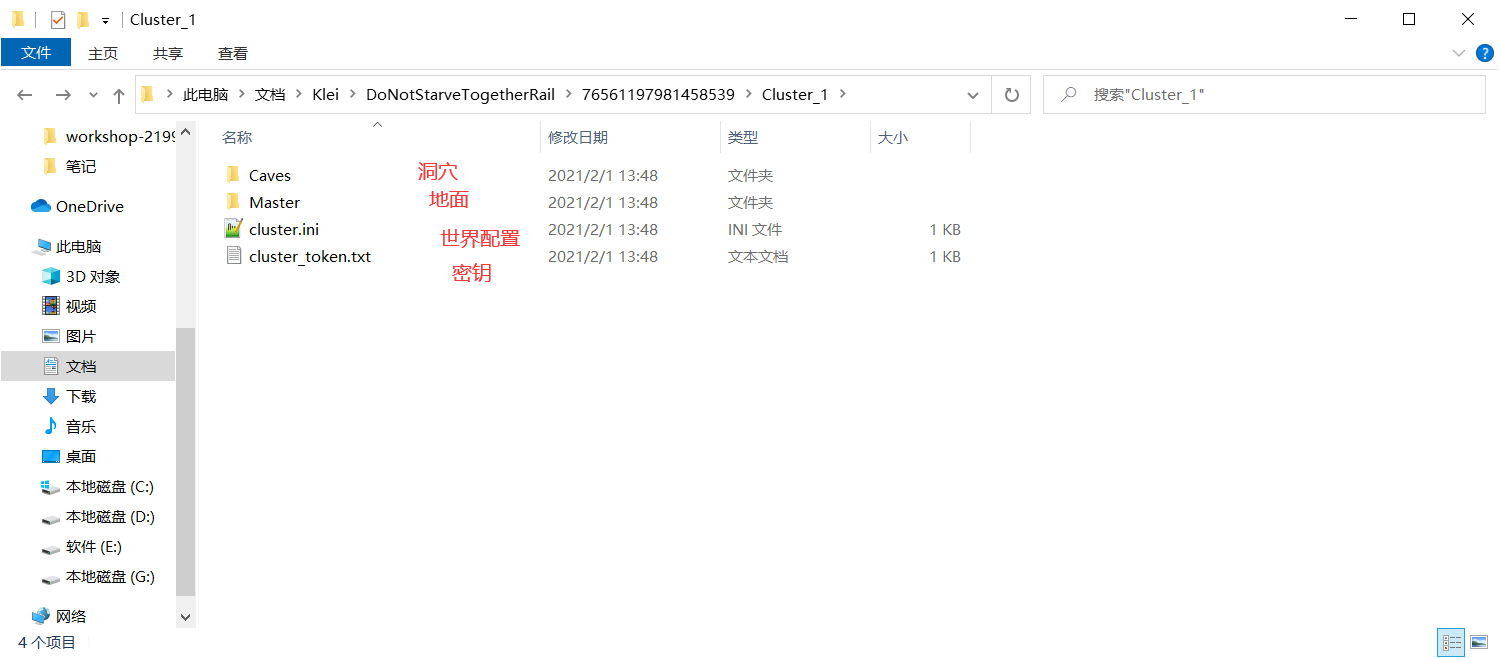 Cluster_1
文件 主页 共享 查看
此电脑 文档 Klei DoNotStarveTogetherRail 76561197981458539 Cluster_1
搜索"Cluster_1"
workshop-2199
笔记
OneDrive
此电脑
3D 对象
视频
图片
文档
下载
音乐
桌面
本地磁盘 (C:)
本地磁盘 (D:)
软件 (E:)
本地磁盘 (G:)
网络
名称 修改日期 类型 大小
Caves 洞穴 2021/2/1 13:48 文件夹
Master 地面 2021/2/1 13:48 文件夹
cluster.ini 世界配置 2021/2/1 13:48 INI 文件 1 KB
cluster_token.txt 密钥 2021/2/1 13:48 文本文档 1 KB
4 个项目